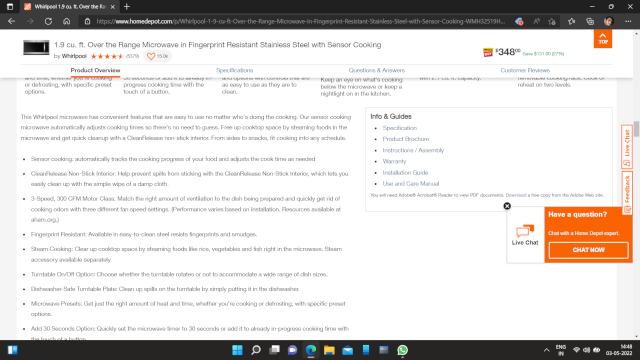 1.9 cu. ft. Over the Range M
https://www.homedepot.com/p/Whirlpool-1-9-cu-ft-Over-the-Range-Microwave-in-Fingerprint-Resistant-Stainless-Steel-with-Sensor-Cooking-WMH32519H...
1.9 cu. ft. Over the Range Microwave in Fingerprint Resistant Stainless Steel with Sensor Cooking
by Whirlpool
15.0k
$348.00
Save $131.00 (27%)
TOP
Product Overview
Specifications
Questions & Answers
Customer Reviews
and time, whether you're cooking
or defrosting, with specific preset
options.
30 seconds or add it to already-in-
progress cooking time with the
touch of a button.
and options with controls that are
as easy to use as they are to
clean.
Keep an eye on what's cooking
below the microwave or keep a
nightlight on in the kitchen.
with 2.1 cu. ft. capacity.
removable cooking rack. Cook or
reheat on two levels.
This Whirlpool microwave has convenient features that are easy to use no matter who's doing the cooking. Our sensor cooking
microwave automatically adjusts cooking times so there's no need to guess. Free up cooktop space by steaming foods in the
microwave and get quick cleanup with a CleanRelease non-stick interior. From sides to snacks, fit cooking into any schedule.
Sensor cooking: automatically tracks the cooking progress of your food and adjusts the cook time as needed
CleanRelease Non-Stick Interior: Help prevent spills from sticking with the CleanRelease Non-Stick Interior, which lets you
easily clean up with the simple wipe of a damp cloth.
3-Speed, 300 CFM Motor Class: Match the right amount of ventilation to the dish being prepared and quickly get rid of
cooking odors with three different fan speed settings. (Performance varies based on installation. Resources available at
aham.org.)
Fingerprint Resistant: Available in easy-to-clean steel resists fingerprints and smudges.
Steam Cooking: Clear up cooktop space by steaming foods like rice, vegetables and fish right in the microwave. Steam
accessory available separately.
Turntable On/Off Option: Choose whether the turntable rotates or not to accommodate a wide range of dish sizes.
Dishwasher-Safe Turntable Plate: Clean up spills on the turntable by simply putting it in the dishwasher
Microwave Presets: Get just the right amount of heat and time, whether you're cooking or defrosting, with specific preset
options.
Add 30 Seconds Option: Quickly set the microwave timer to 30 seconds or add it to already-in-progress cooking time with
the touch of a button
Info & Guides
Specification
Product Brochure
Instructions / Assembly
Warranty
Installation Guide
Use and Care Manual
You will need Adobe® Acrobat® Reader to view PDF documents. Download a free copy from the Adobe Web site.
Live Chat
Feedback
Live Chat
Have a question?
Chat with a Home Depot expert.
CHAT NOW
ENG
IN
14:48
03-05-2022